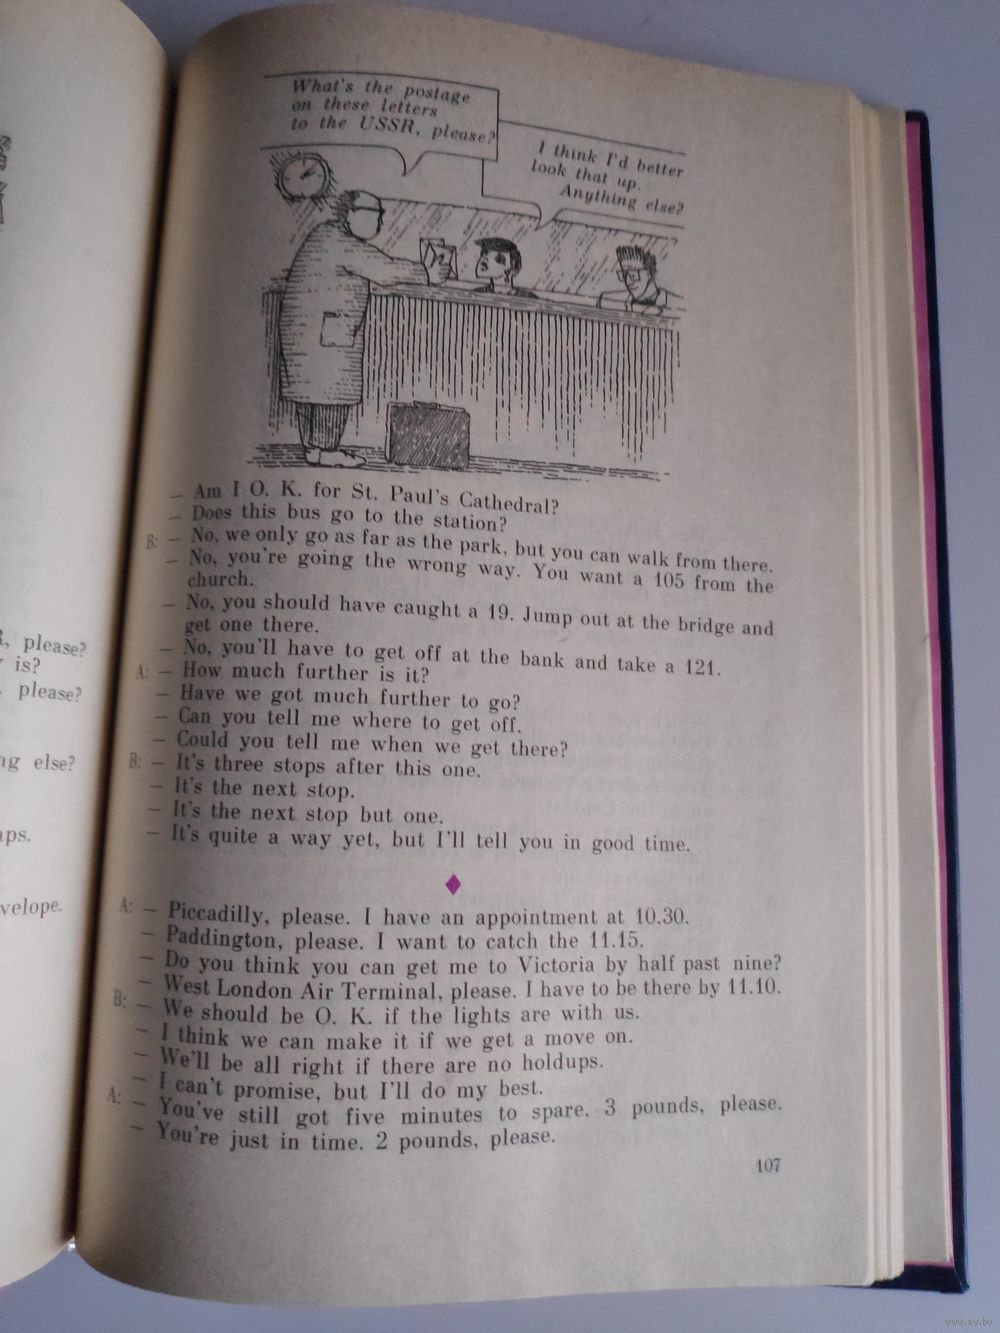 What's the postage
on these letters
to the USSR, please?
I think I'd better
look that up.
Anything else?
– Am I O. K. for St. Paul's Cathedral?
– Does this bus go to the station?
B: – No, we only go as far as the park, but you can walk from there.
– No, you're going the wrong way. You want a 105 from the
church.
– No, you should have caught a 19. Jump out at the bridge and
get one there.
– No, you'll have to get off at the bank and take a 121.
A: – How much further is it?
– Have we got much further to go?
– Can you tell me where to get off.
– Could you tell me when we get there?
B: – It's three stops after this one.
– It's the next stop.
– It's the next stop but one.
– It's quite a way yet, but I'll tell you in good time.
A: – Piccadilly, please. I have an appointment at 10.30.
– Paddington, please. I want to catch the 11.15.
– Do you think you can get me to Victoria by half past nine?
– West London Air Terminal, please. I have to be there by 11.10.
B: – We should be O. K. if the lights are with us.
– I think we can make it if we get a move on.
– We'll be all right if there are no holdups.
– I can't promise, but I'll do my best.
A: – You've still got five minutes to spare. 3 pounds, please.
– You're just in time. 2 pounds, please.
107
please?
is?
please?
else?
www.ay.by